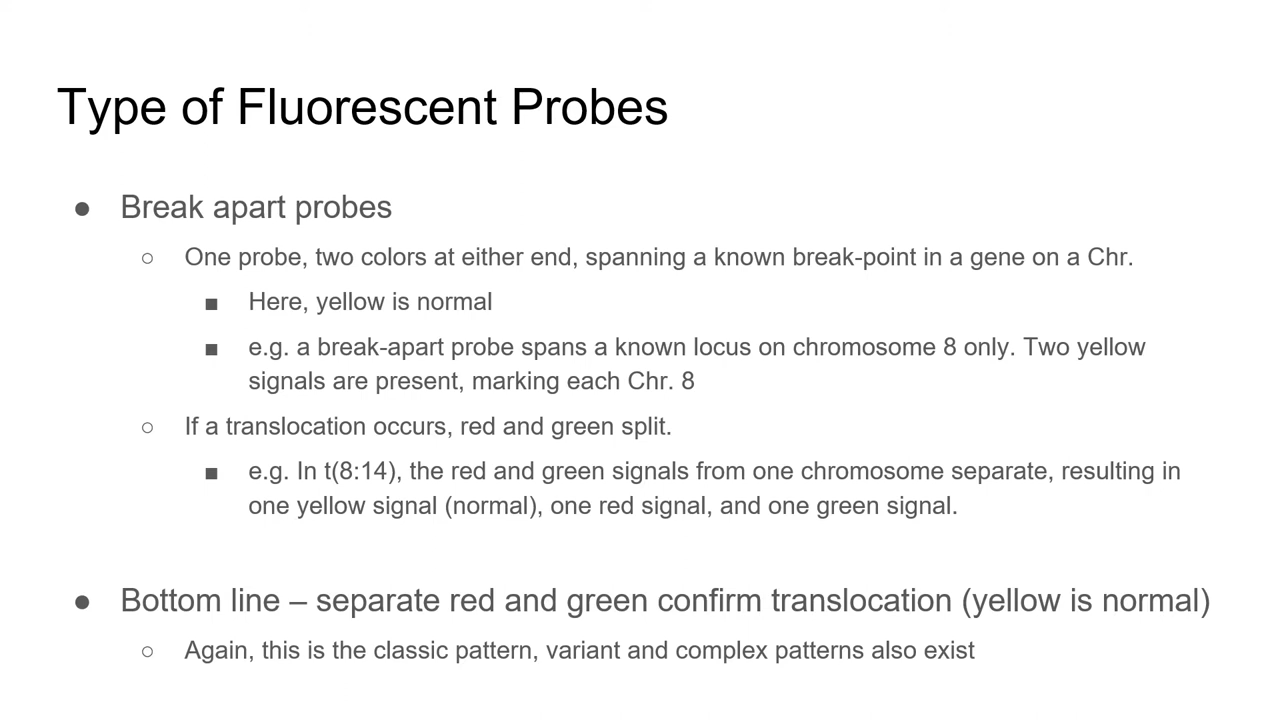 Type of Fluorescent Probes
● Break apart probes
○ One probe, two colors at either end, spanning a known break-point in a gene on a Chr.
■ Here, yellow is normal
■ e.g. a break-apart probe spans a known locus on chromosome 8 only. Two yellow
signals are present, marking each Chr. 8
○ If a translocation occurs, red and green split.
■ e.g. In t(8:14), the red and green signals from one chromosome separate, resulting in
one yellow signal (normal), one red signal, and one green signal.
● Bottom line – separate red and green confirm translocation (yellow is normal)
○ Again, this is the classic pattern, variant and complex patterns also exist